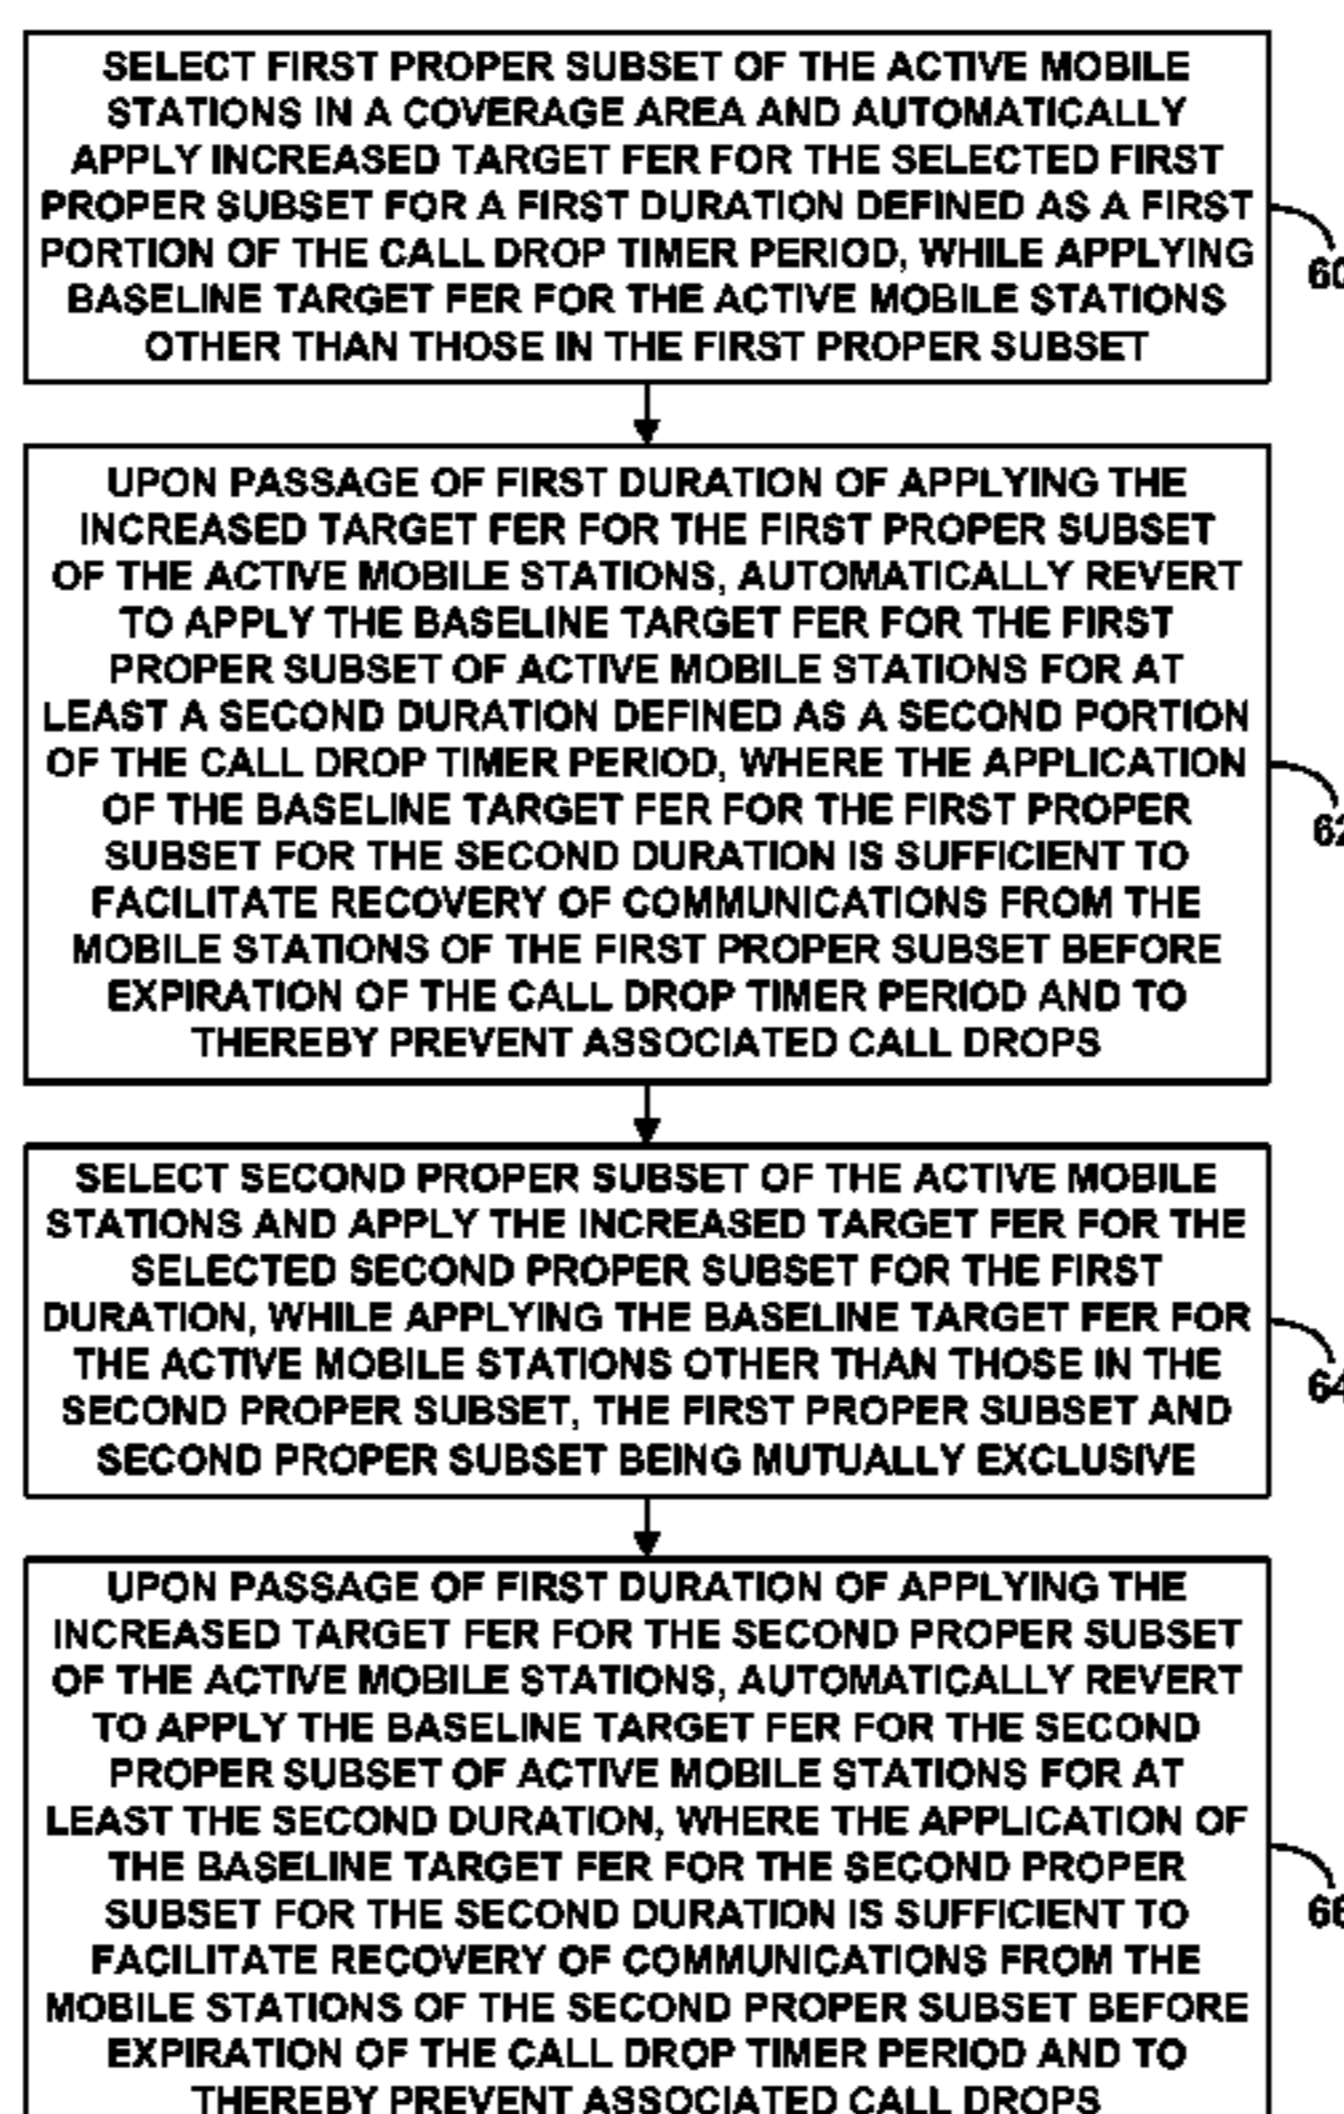 SELECT FIRST PROPER SUBSET OF THE ACTIVE MOBILE
STATIONS IN A COVERAGE AREA AND AUTOMATICALLY
APPLY INCREASED TARGET FER FOR THE SELECTED FIRST
PROPER SUBSET FOR A FIRST DURATION DEFINED AS A FIRST
PORTION OF THE CALL DROP TIMER PERIOD, WHILE APPLYING
BASELINE TARGET FER FOR THE ACTIVE MOBILE STATIONS
OTHER THAN THOSE IN THE FIRST PROPER SUBSET
60
UPON PASSAGE OF FIRST DURATION OF APPLYING THE
INCREASED TARGET FER FOR THE FIRST PROPER SUBSET
OF THE ACTIVE MOBILE STATIONS, AUTOMATICALLY REVERT
TO APPLY THE BASELINE TARGET FER FOR THE FIRST
PROPER SUBSET OF ACTIVE MOBILE STATIONS FOR AT
LEAST A SECOND DURATION DEFINED AS A SECOND PORTION
OF THE CALL DROP TIMER PERIOD, WHERE THE APPLICATION
OF THE BASELINE TARGET FER FOR THE FIRST PROPER
SUBSET FOR THE SECOND DURATION IS SUFFICIENT TO
FACILITATE RECOVERY OF COMMUNICATIONS FROM THE
MOBILE STATIONS OF THE FIRST PROPER SUBSET BEFORE
EXPIRATION OF THE CALL DROP TIMER PERIOD AND TO
THEREBY PREVENT ASSOCIATED CALL DROPS
62
SELECT SECOND PROPER SUBSET OF THE ACTIVE MOBILE
STATIONS AND APPLY THE INCREASED TARGET FER FOR THE
SELECTED SECOND PROPER SUBSET FOR THE FIRST
DURATION, WHILE APPLYING THE BASELINE TARGET FER FOR
THE ACTIVE MOBILE STATIONS OTHER THAN THOSE IN THE
SECOND PROPER SUBSET, THE FIRST PROPER SUBSET AND
SECOND PROPER SUBSET BEING MUTUALLY EXCLUSIVE
64
UPON PASSAGE OF FIRST DURATION OF APPLYING THE
INCREASED TARGET FER FOR THE SECOND PROPER SUBSET
OF THE ACTIVE MOBILE STATIONS, AUTOMATICALLY REVERT
TO APPLY THE BASELINE TARGET FER FOR THE SECOND
PROPER SUBSET OF ACTIVE MOBILE STATIONS FOR AT
LEAST THE SECOND DURATION, WHERE THE APPLICATION OF
THE BASELINE TARGET FER FOR THE SECOND PROPER
SUBSET FOR THE SECOND DURATION IS SUFFICIENT TO
FACILITATE RECOVERY OF COMMUNICATIONS FROM THE
MOBILE STATIONS OF THE SECOND PROPER SUBSET BEFORE
EXPIRATION OF THE CALL DROP TIMER PERIOD AND TO
THEREBY PREVENT ASSOCIATED CALL DROPS
66